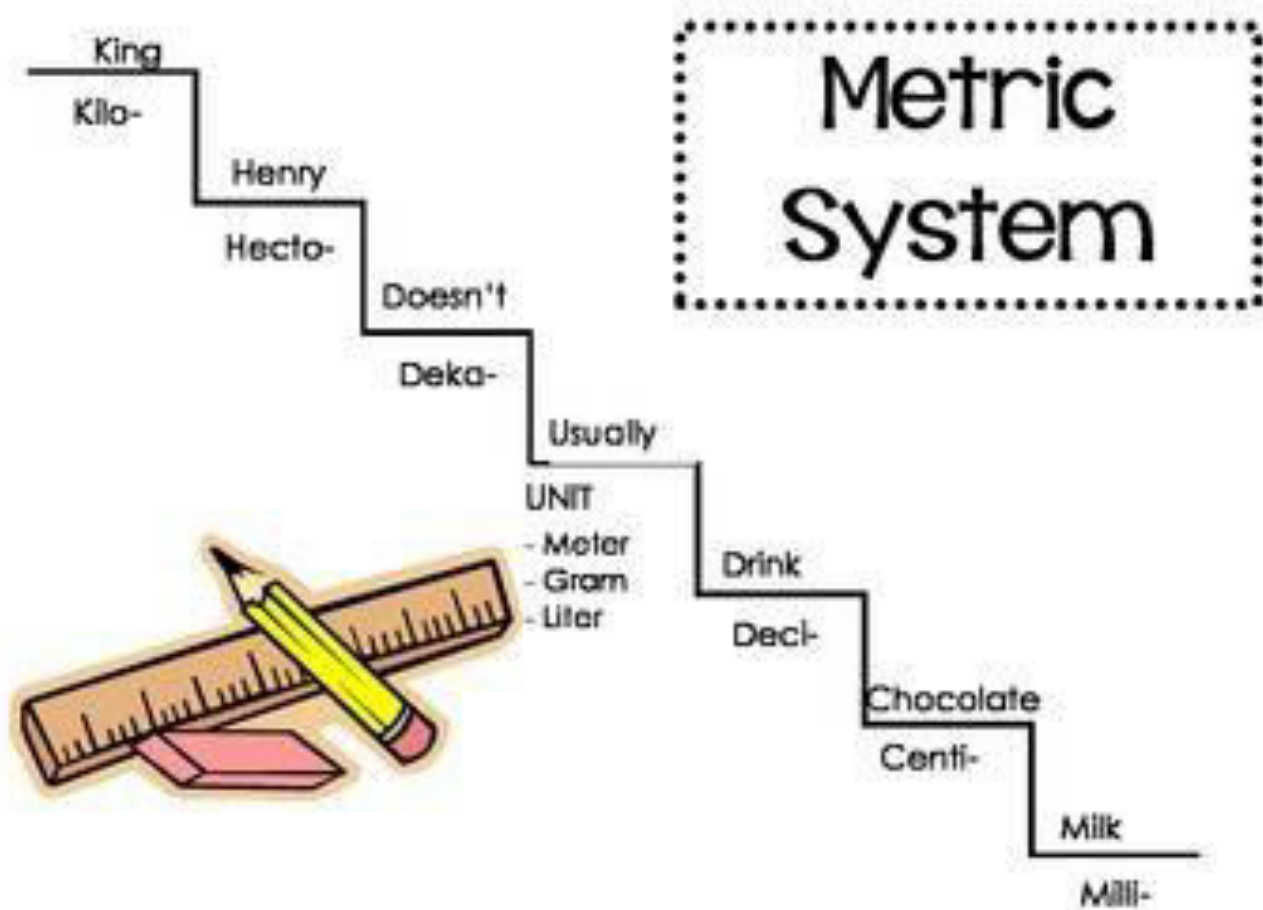 King
Kilo-
Metric
System
Henry
Hecto-
Doesn't
Deka-
Usually
UNIT
- Meter
- Gram
- Liter
Drink
Deci-
Chocolate
Centi-
Milk
Milli-